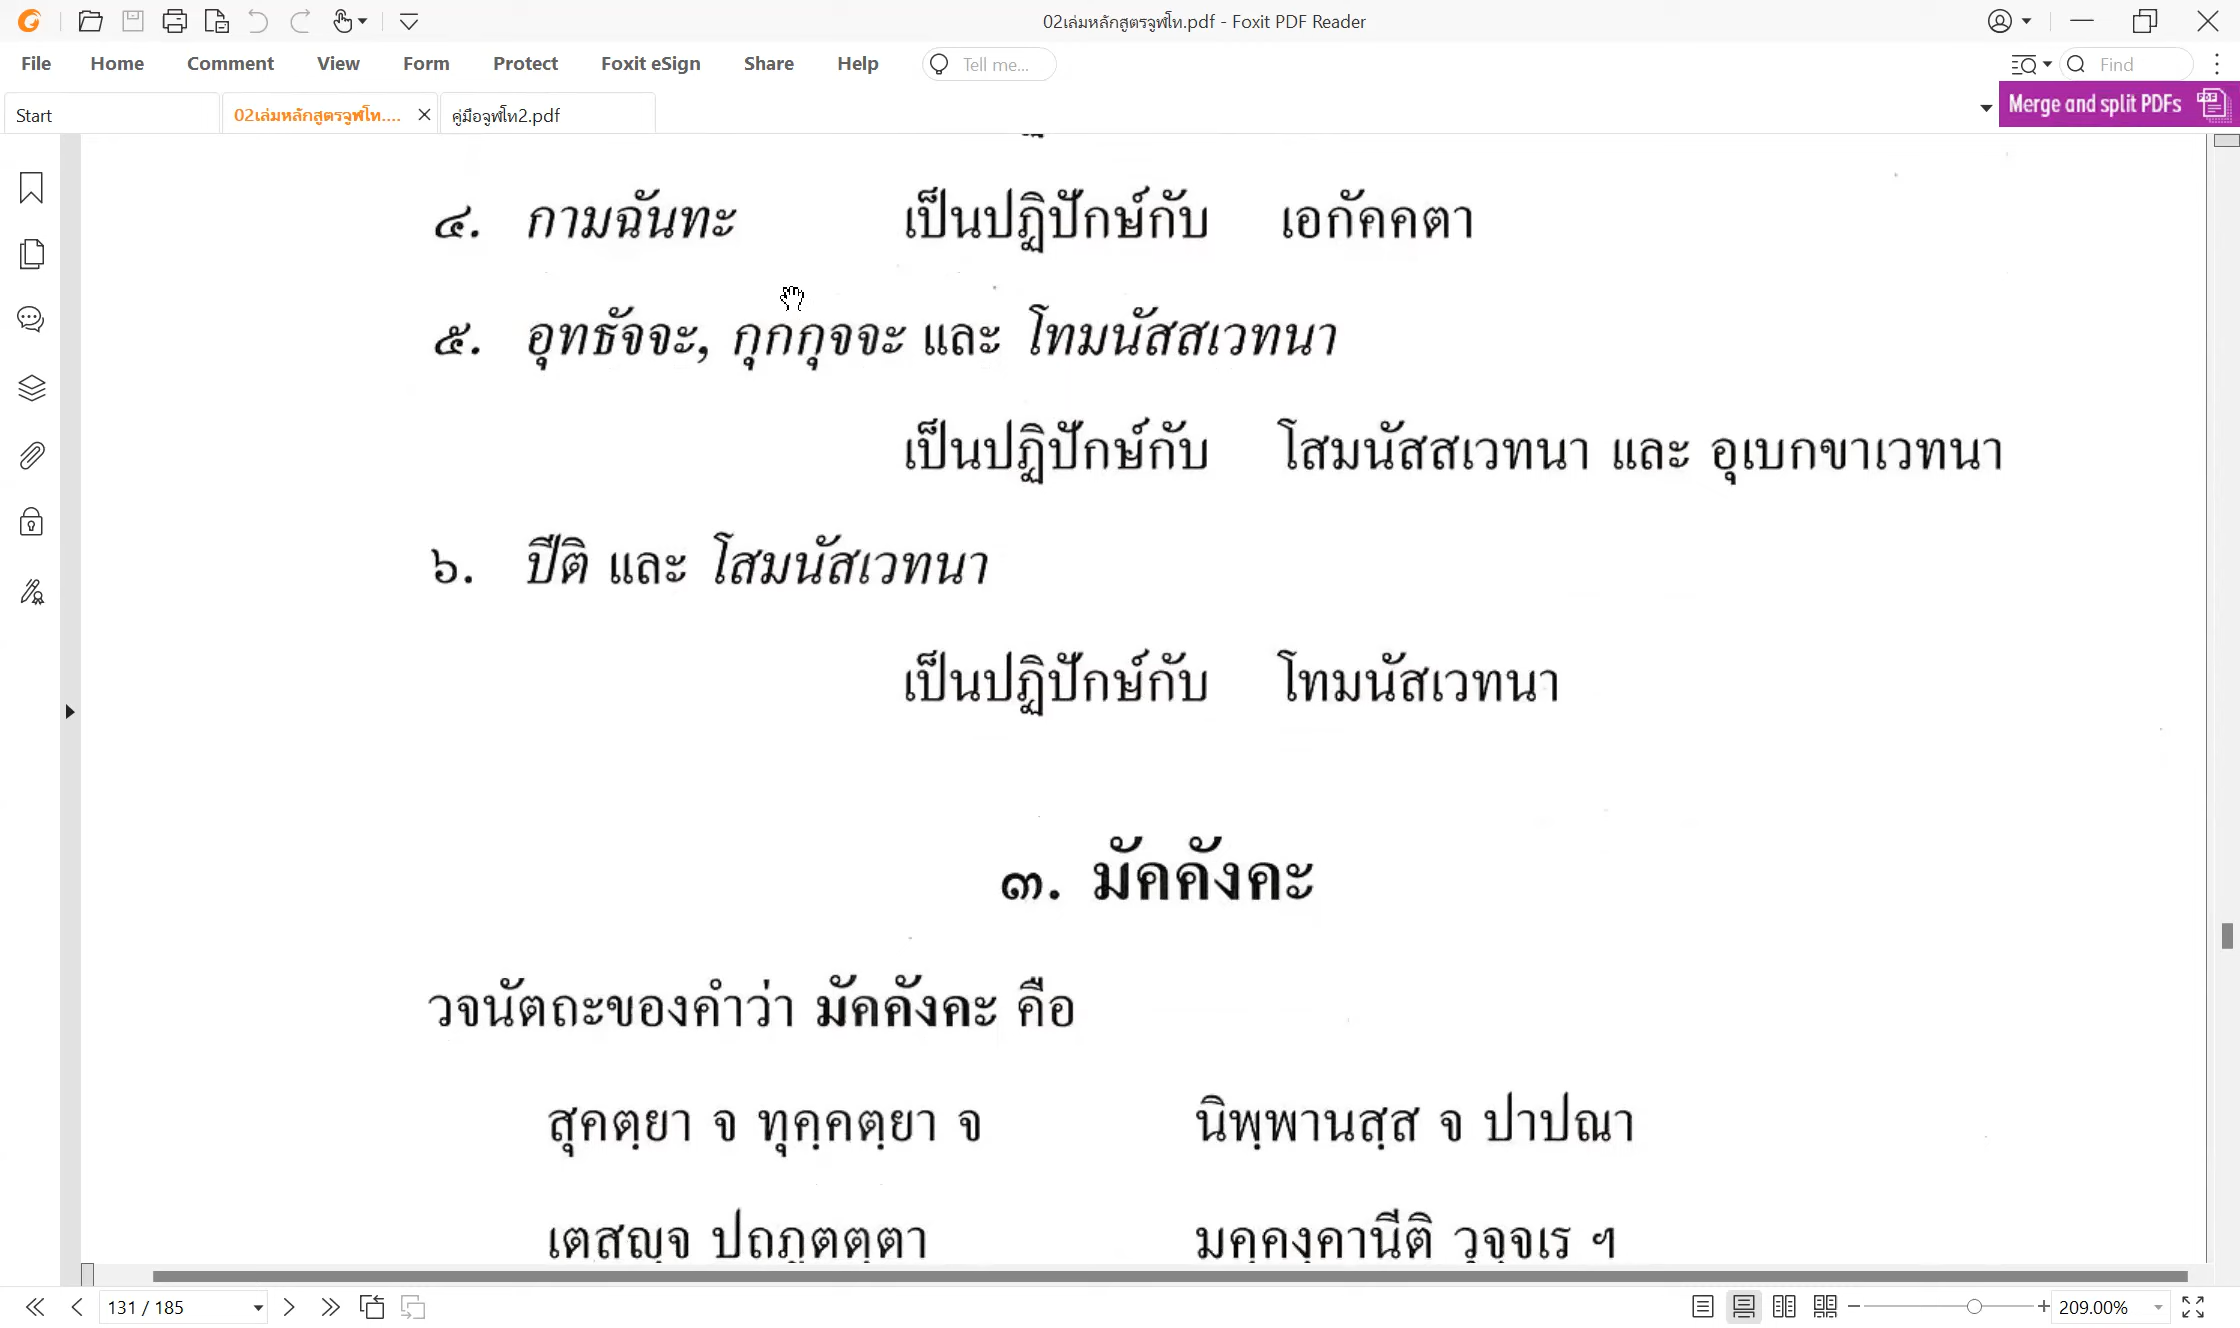 02เล่มหลักสูตรจูฬโท.pdf - Foxit PDF Reader
File Home Comment View Form Protect Foxit eSign Share Help Tell me... Find
Start 02เล่มหลักสูตรจูฬโท.... คู่มือจูฬโท2.pdf Merge and split PDFs
๔. กามฉันทะ เป็นปฏิปักษ์กับ เอกัคคตา
๕. อุทธัจจะ, กุกกุจจะ และ โทมนัสสเวทนา
เป็นปฏิปักษ์กับ โสมนัสสเวทนา และ อุเบกขาเวทนา
๖. ปีติ และ โสมนัสเวทนา
เป็นปฏิปักษ์กับ โทมนัสเวทนา
๓. มัคคังคะ
วจนัตถะของคำว่า มัคคังคะ คือ
สุคตฺยา จ ทุคฺคตฺยา จ นิพฺพานสฺส จ ปาปณา
เตสญฺจ ปถภูตตฺตา มคฺคงฺคานีติ วุจฺจเร ฯ
131 / 185 209.00%